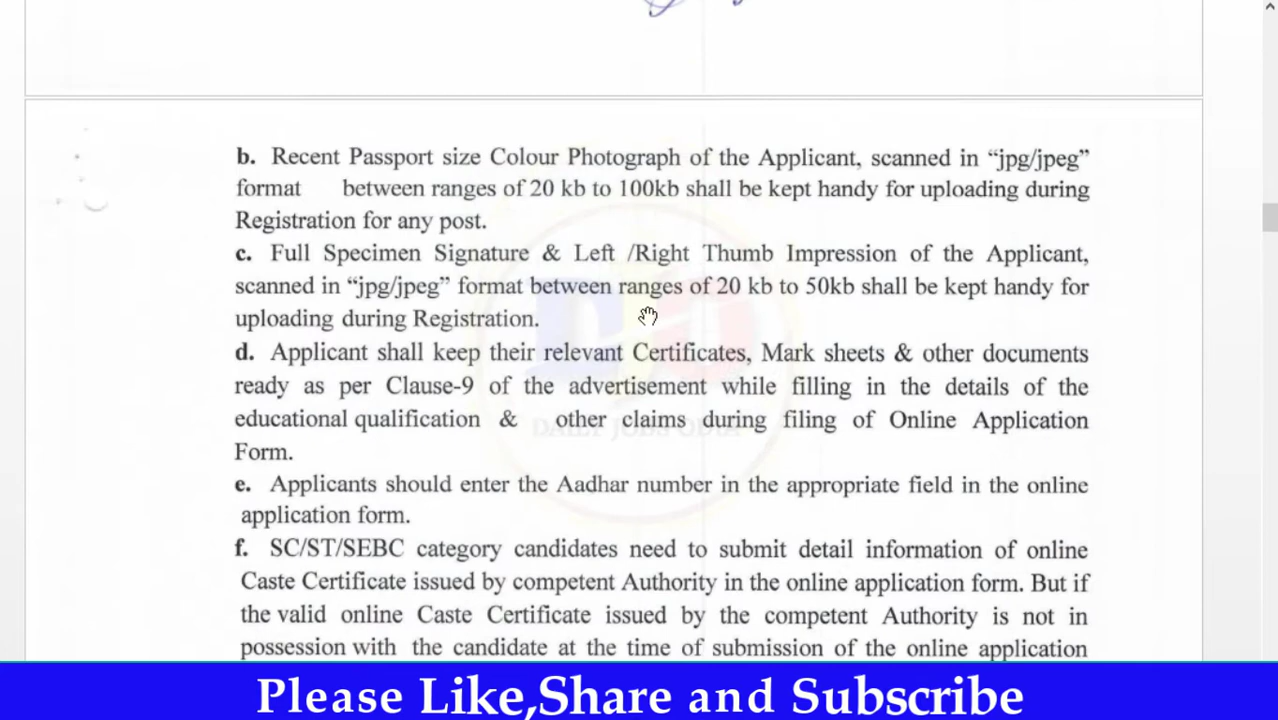 b. Recent Passport size Colour Photograph of the Applicant, scanned in “jpg/jpeg”
format between ranges of 20 kb to 100kb shall be kept handy for uploading during
Registration for any post.
c. Full Specimen Signature & Left /Right Thumb Impression of the Applicant,
scanned in “jpg/jpeg” format between ranges of 20 kb to 50kb shall be kept handy for
uploading during Registration.
d. Applicant shall keep their relevant Certificates, Mark sheets & other documents
ready as per Clause-9 of the advertisement while filling in the details of the
educational qualification & other claims during filing of Online Application
DAILY JOBS ODIA
Form.
e. Applicants should enter the Aadhar number in the appropriate field in the online
application form.
f. SC/ST/SEBC category candidates need to submit detail information of online
Caste Certificate issued by competent Authority in the online application form. But if
the valid online Caste Certificate issued by the competent Authority is not in
possession with the candidate at the time of submission of the online application
Please Like,Share and Subscribe